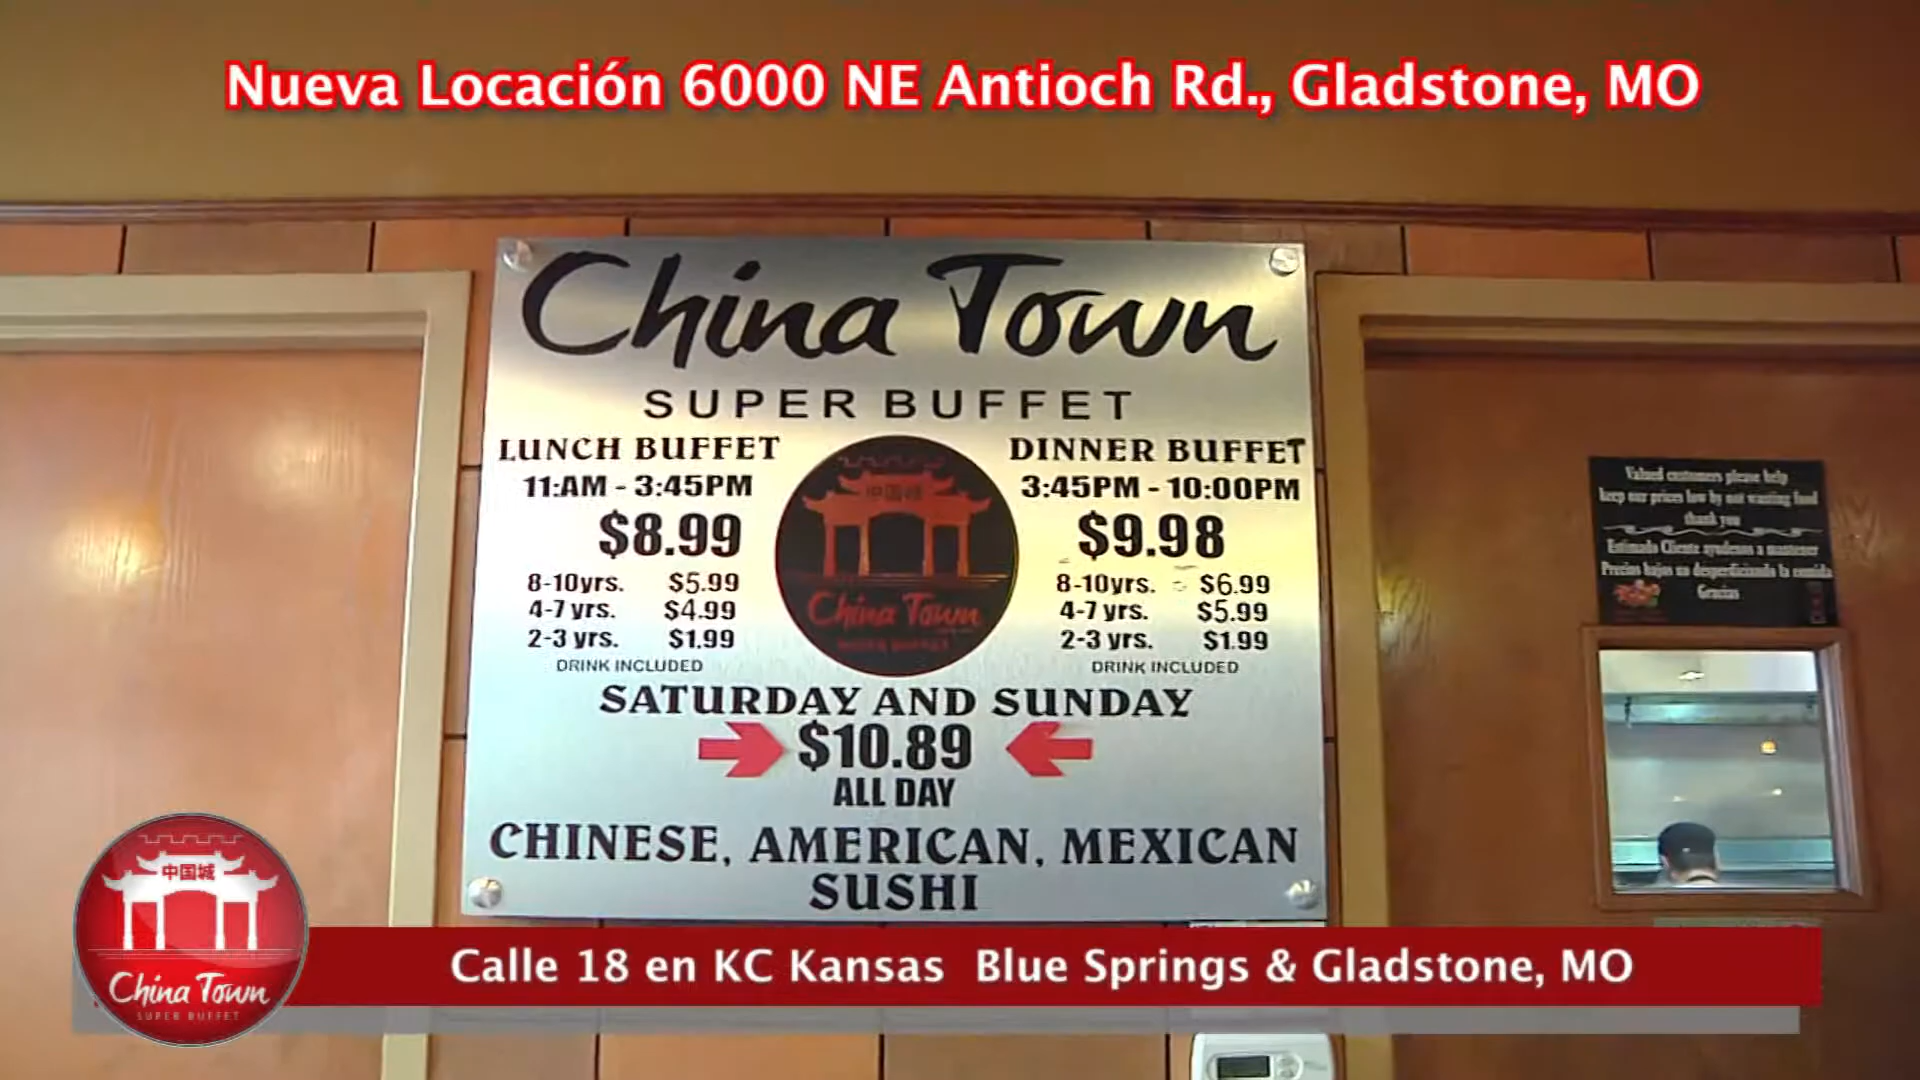 Nueva Locación 6000 NE Antioch Rd., Gladstone, MO
China Town
SUPER BUFFET
LUNCH BUFFET
11:AM - 3:45PM
$8.99
8-10yrs. $5.99
4-7 yrs. $4.99
2-3 yrs. $1.99
DRINK INCLUDED
中国城
China Town
SUPER BUFFET
DINNER BUFFET
3:45PM - 10:00PM
$9.98
8-10yrs. $6.99
4-7 yrs. $5.99
2-3 yrs. $1.99
DRINK INCLUDED
SATURDAY AND SUNDAY
$10.89
ALL DAY
CHINESE, AMERICAN, MEXICAN
SUSHI
Valued customers please help
keep our prices low by not wasting food
thank you
Estimado Cliente ayudenos a mantener
Precios bajos no desperdiciando la comida
Gracias
中国城
China Town
SUPER BUFFET
Calle 18 en KC Kansas Blue Springs & Gladstone, MO